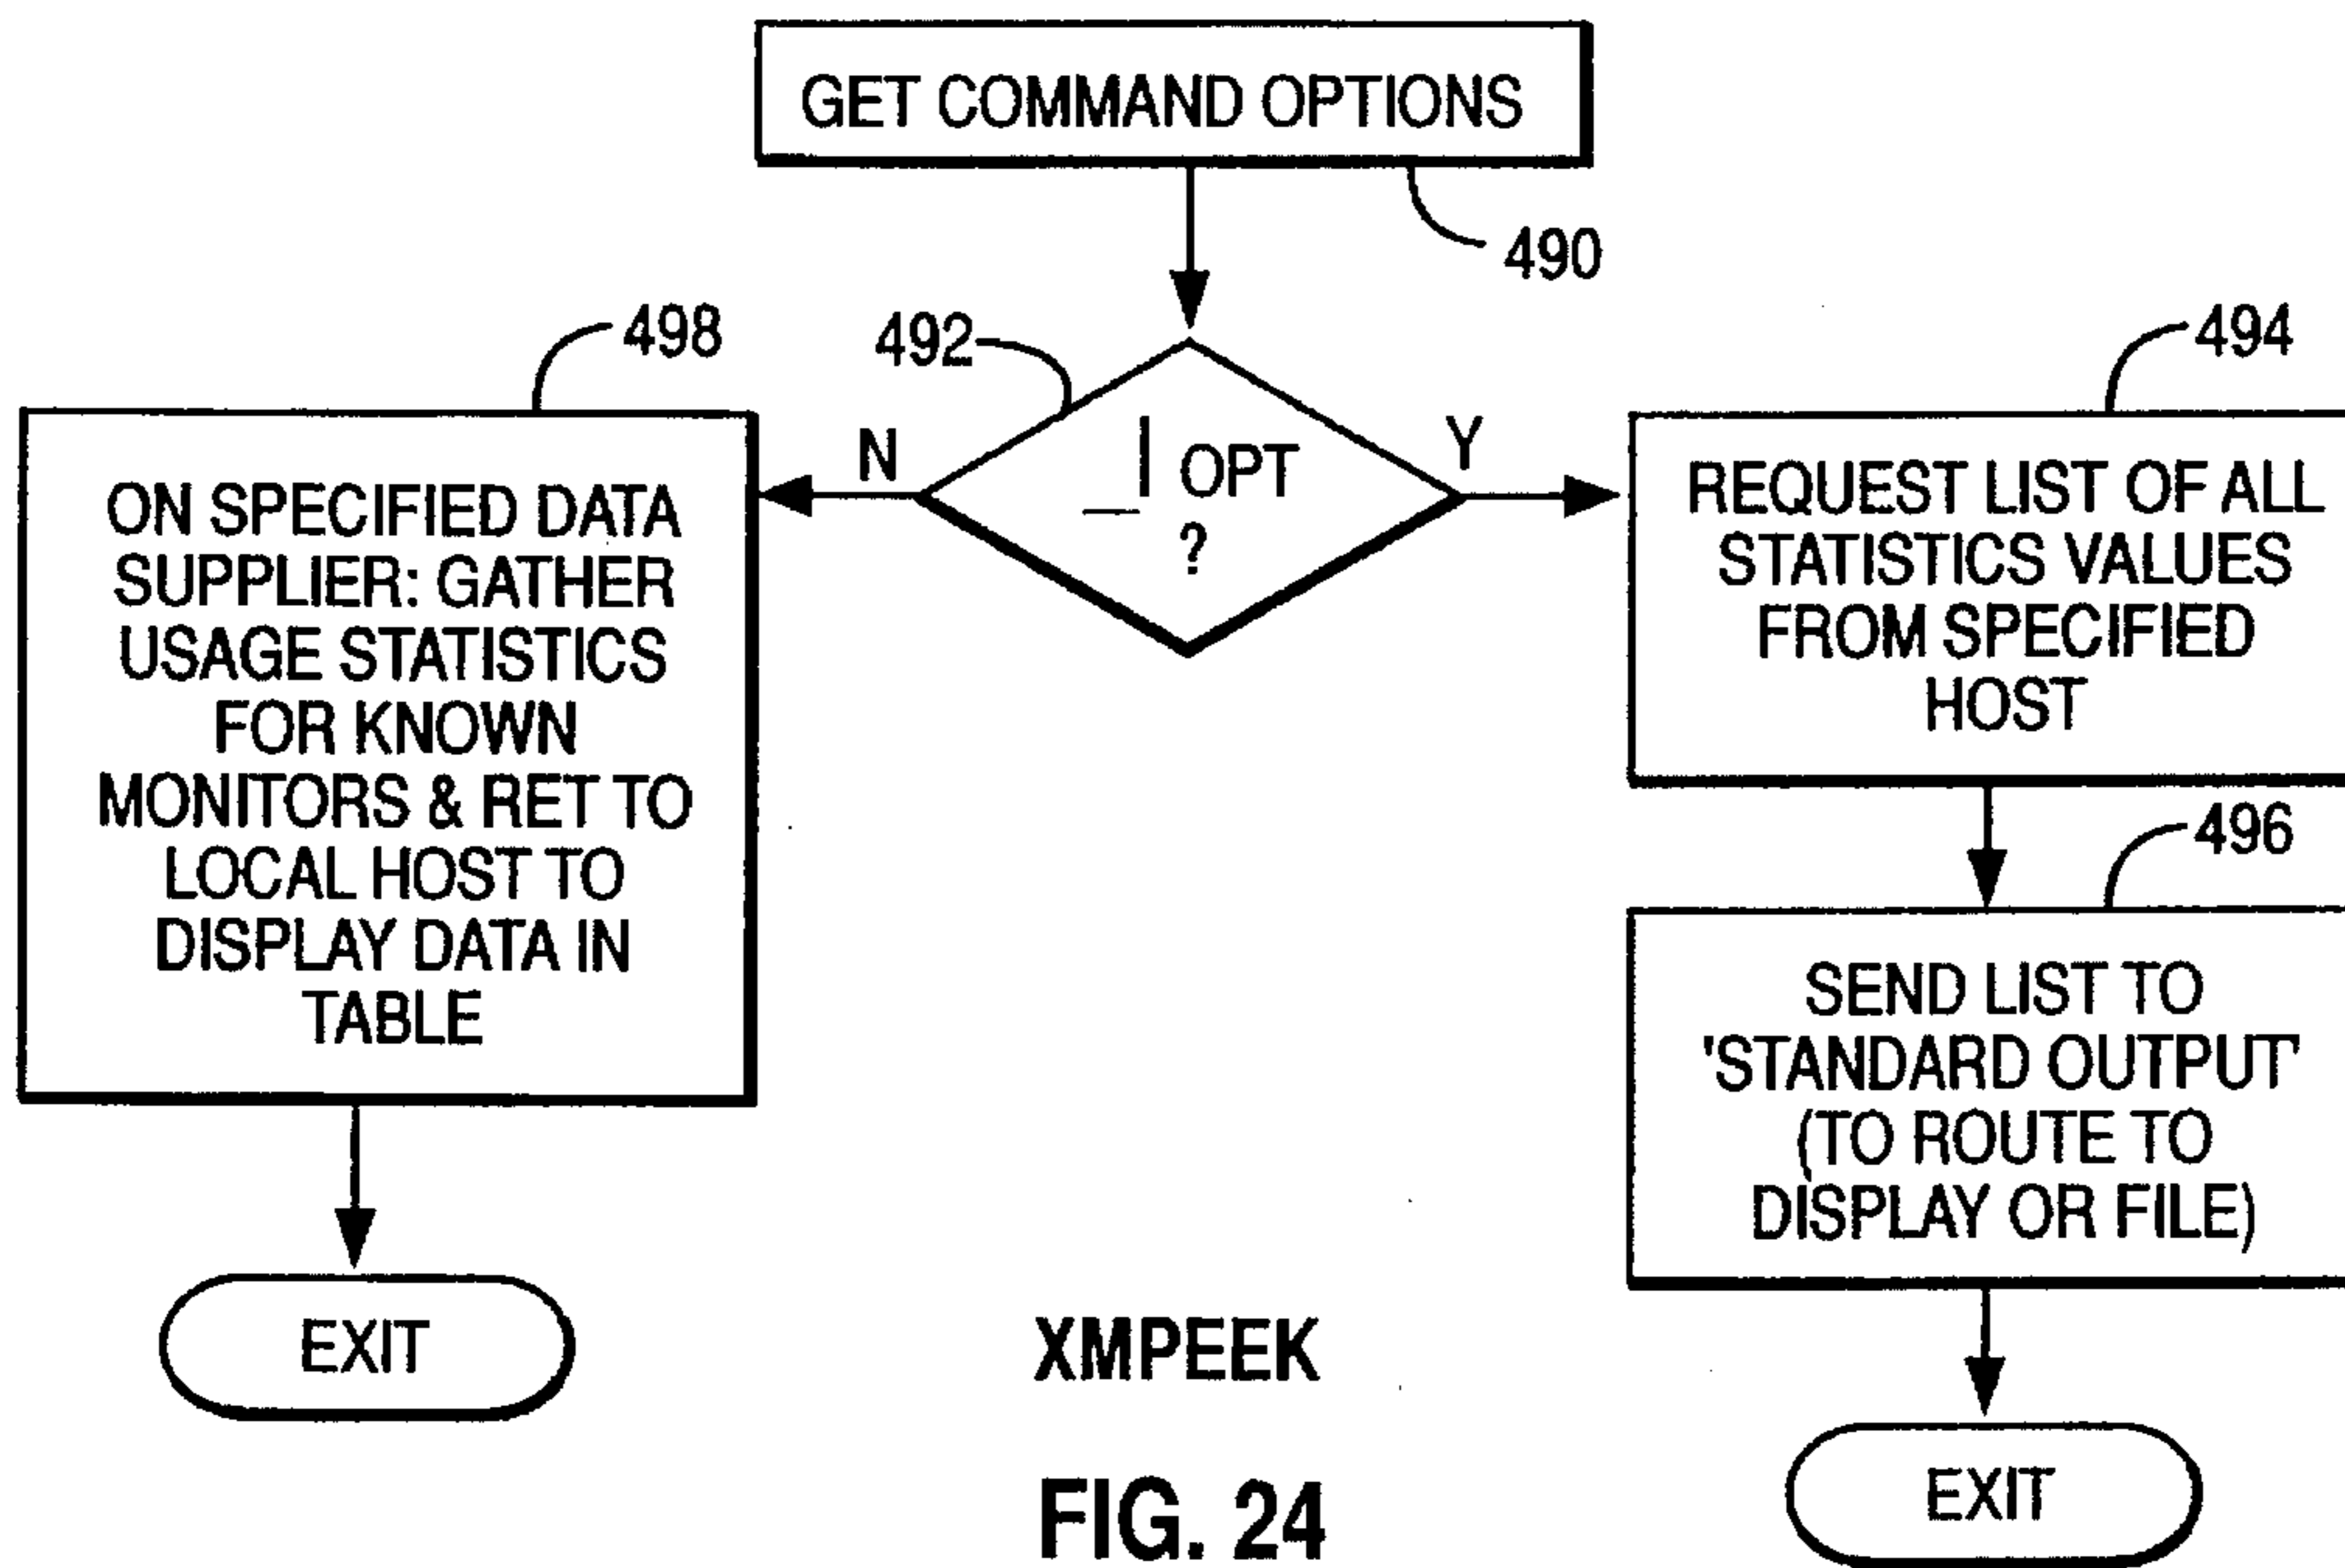 GET COMMAND OPTIONS
490
492
_l OPT
?
N
Y
498
ON SPECIFIED DATA
SUPPLIER: GATHER
USAGE STATISTICS
FOR KNOWN
MONITORS & RET TO
LOCAL HOST TO
DISPLAY DATA IN
TABLE
EXIT
494
REQUEST LIST OF ALL
STATISTICS VALUES
FROM SPECIFIED
HOST
496
SEND LIST TO
'STANDARD OUTPUT'
(TO ROUTE TO
DISPLAY OR FILE)
EXIT
XMPEEK
FIG. 24